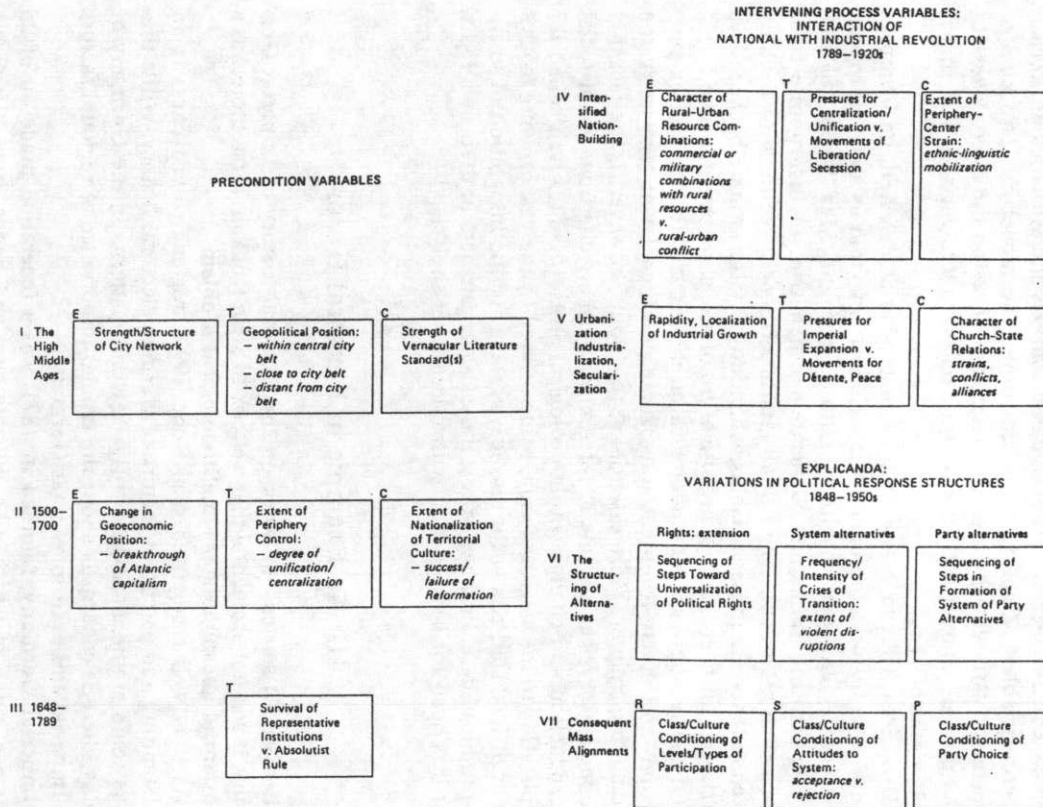 PRECONDITION VARIABLES
I The
High
Middle
Ages
E
Strength/Structure
of City Network
T
Geopolitical Position:
– within central city
belt
– close to city belt
– distant from city
belt
C
Strength of
Vernacular Literature
Standard(s)
II 1500–
1700
E
Change in
Geoeconomic
Position:
– breakthrough
of Atlantic
capitalism
T
Extent of
Periphery
Control:
– degree of
unification/
centralization
C
Extent of
Nationalization
of Territorial
Culture:
– success/
failure of
Reformation
III 1648–
1789
T
Survival of
Representative
Institutions
v. Absolutist
Rule
INTERVENING PROCESS VARIABLES:
INTERACTION OF
NATIONAL WITH INDUSTRIAL REVOLUTION
1789–1920s
IV Inten-
sified
Nation-
Building
E
Character of
Rural–Urban
Resource Com-
binations:
commercial or
military
combinations
with rural
resources
v.
rural-urban
conflict
T
Pressures for
Centralization/
Unification v.
Movements of
Liberation/
Secession
C
Extent of
Periphery–
Center
Strain:
ethnic-linguistic
mobilization
V Urbani-
zation
Industria-
lization,
Seculari-
zation
E
Rapidity, Localization
of Industrial Growth
T
Pressures for
Imperial
Expansion v.
Movements for
Détente, Peace
C
Character of
Church–State
Relations:
strains,
conflicts,
alliances
EXPLICANDA:
VARIATIONS IN POLITICAL RESPONSE STRUCTURES
1848–1950s
VI The
Structur-
ing of
Alterna-
tives
Rights: extension
Sequencing of
Steps Toward
Universalization
of Political Rights
System alternatives
Frequency/
Intensity of
Crises of
Transition:
extent of
violent dis-
ruptions
Party alternatives
Sequencing of
Steps in
Formation of
System of Party
Alternatives
VII Consequent
Mass
Alignments
R
Class/Culture
Conditioning of
Levels/Types of
Participation
S
Class/Culture
Conditioning of
Attitudes to
System:
acceptance v.
rejection
P
Class/Culture
Conditioning of
Party Choice